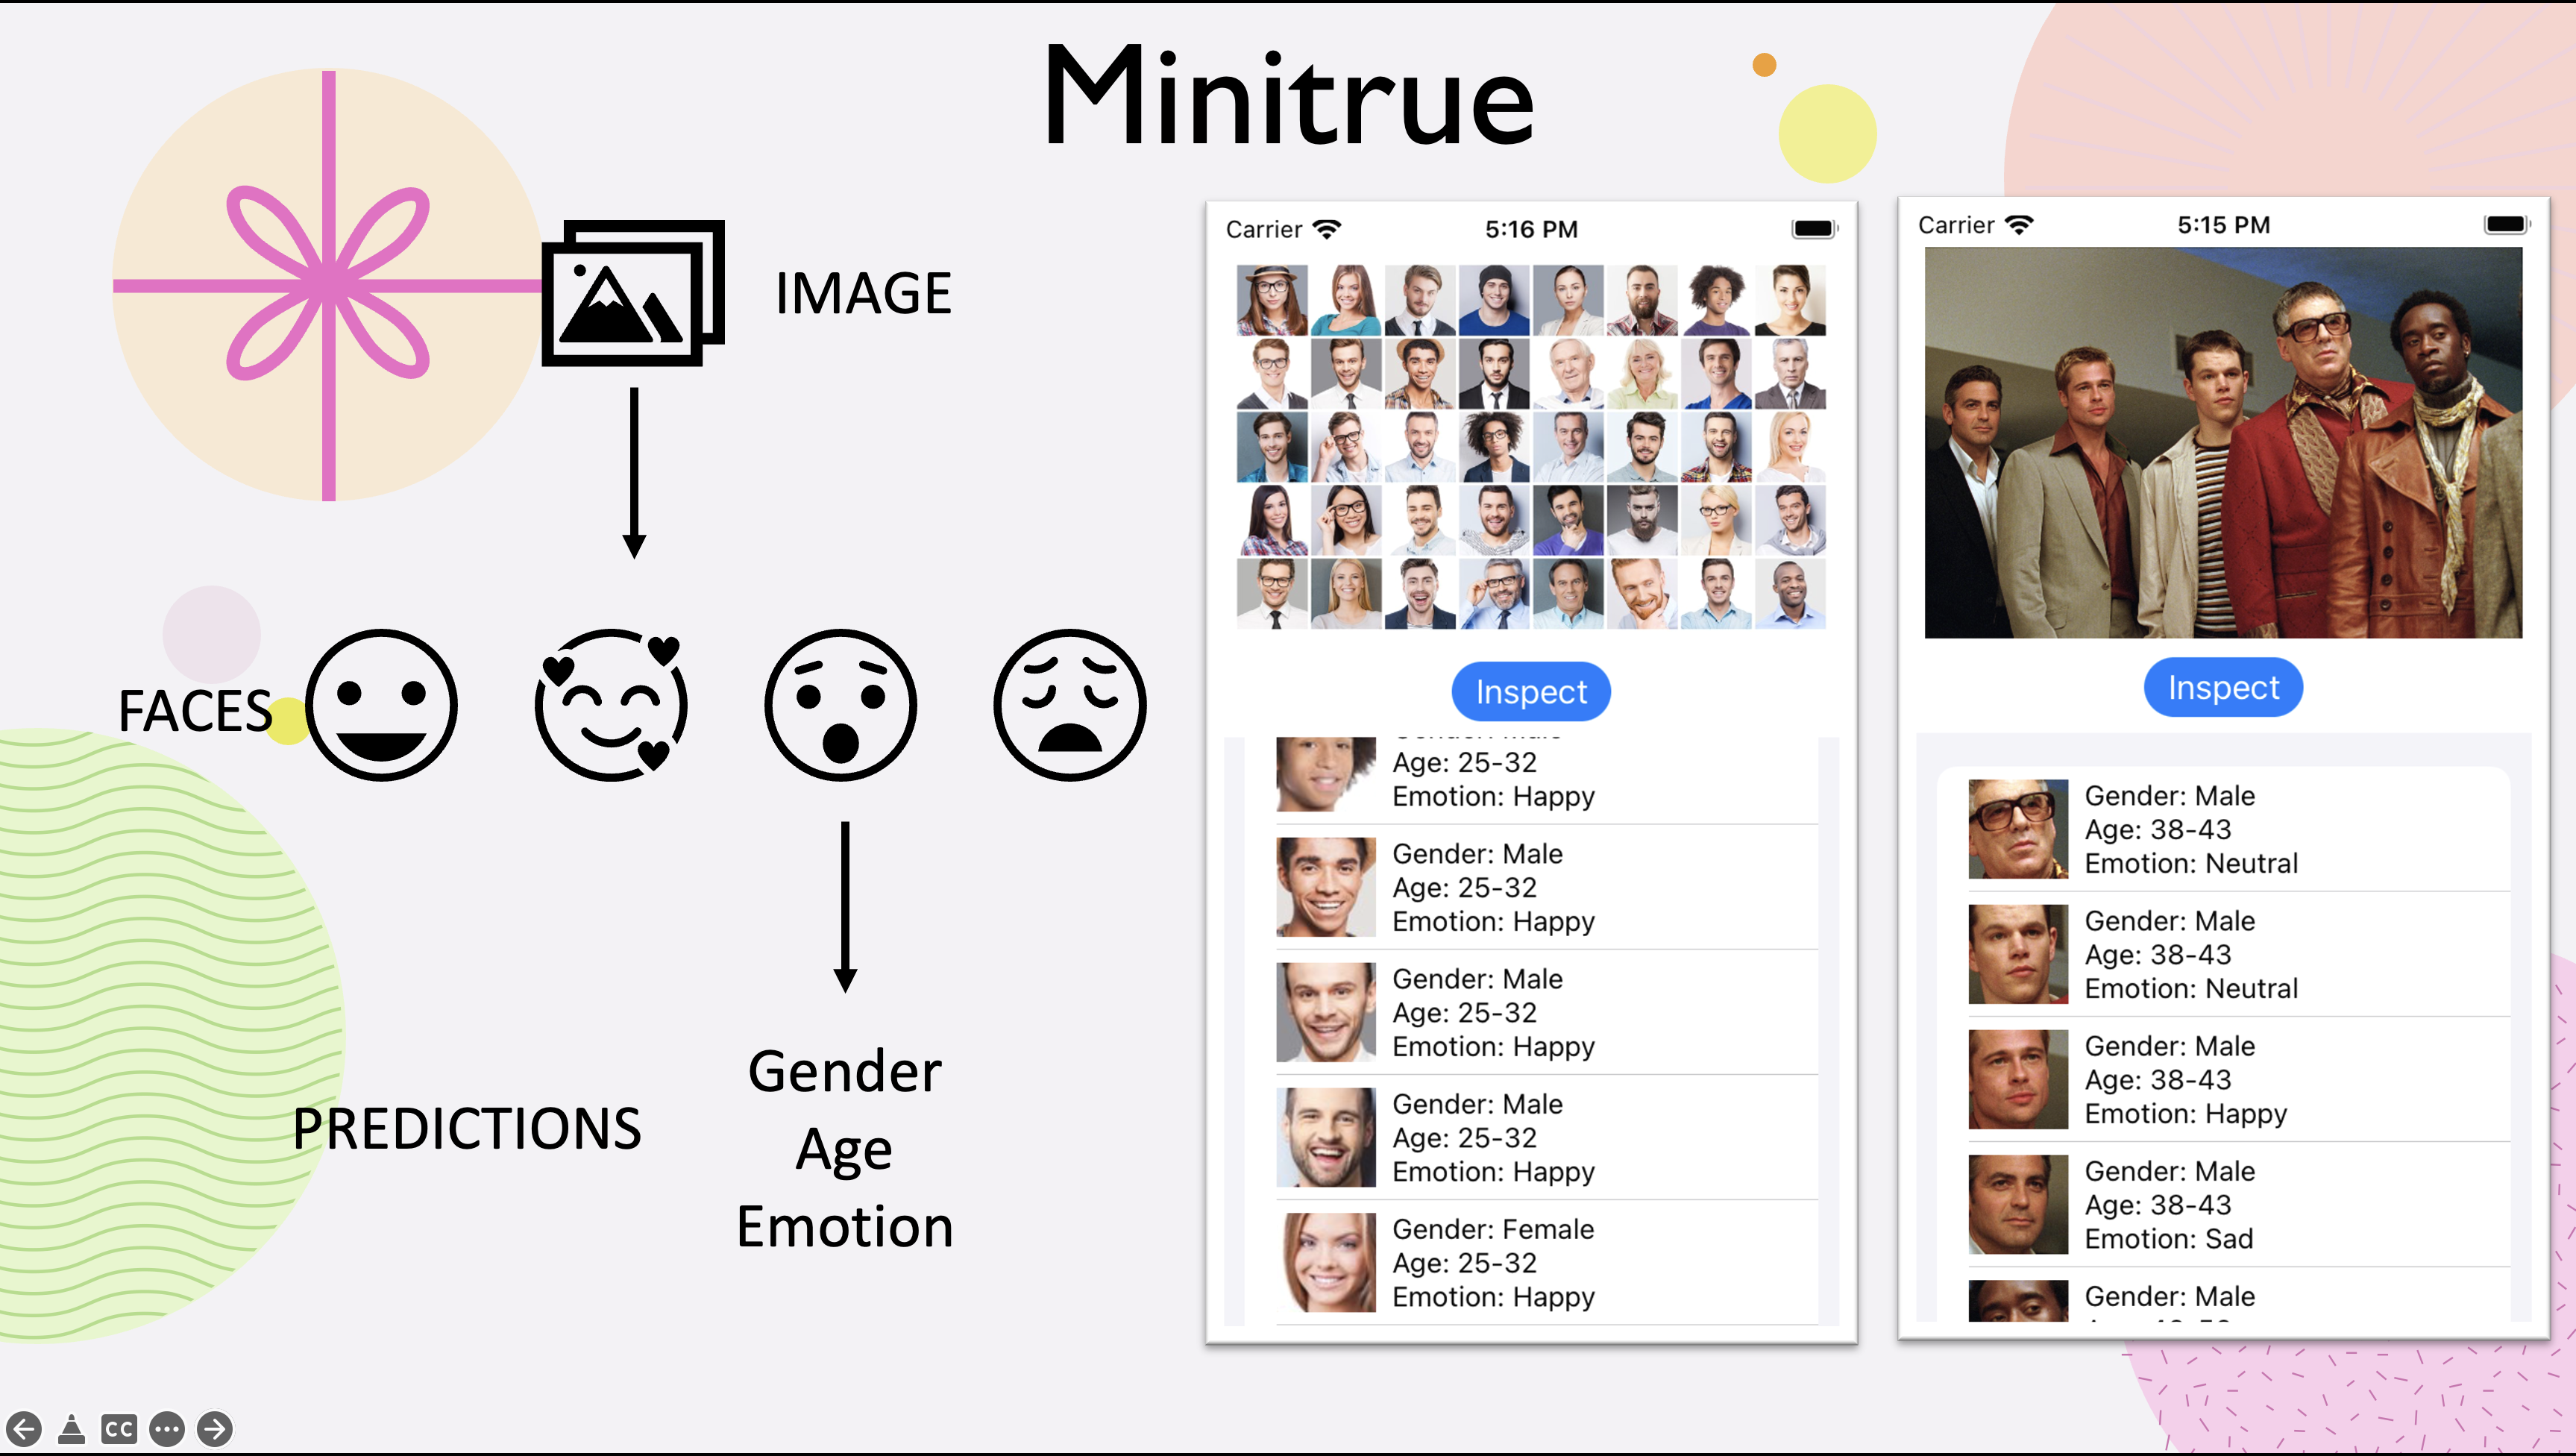 Minitrue
IMAGE
FACES
PREDICTIONS
Gender
Age
Emotion
Carrier
5:16 PM
Inspect
Age: 25-32
Emotion: Happy
Gender: Male
Age: 25-32
Emotion: Happy
Gender: Male
Age: 25-32
Emotion: Happy
Gender: Male
Age: 25-32
Emotion: Happy
Gender: Female
Age: 25-32
Emotion: Happy
Carrier
5:15 PM
Inspect
Gender: Male
Age: 38-43
Emotion: Neutral
Gender: Male
Age: 38-43
Emotion: Neutral
Gender: Male
Age: 38-43
Emotion: Happy
Gender: Male
Age: 38-43
Emotion: Sad
Gender: Male
CC